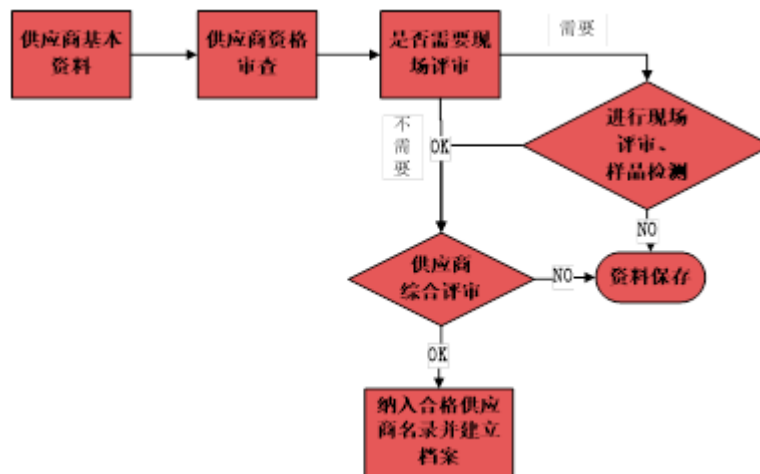 供应商基本
资料
供应商资格
审查
是否需要现
场评审
需要
进行现场
评审、
样品检测
不
需
要
OK
NO
供应商
综合评审
NO
资料保存
OK
纳入合格供应
商名录并建立
档案